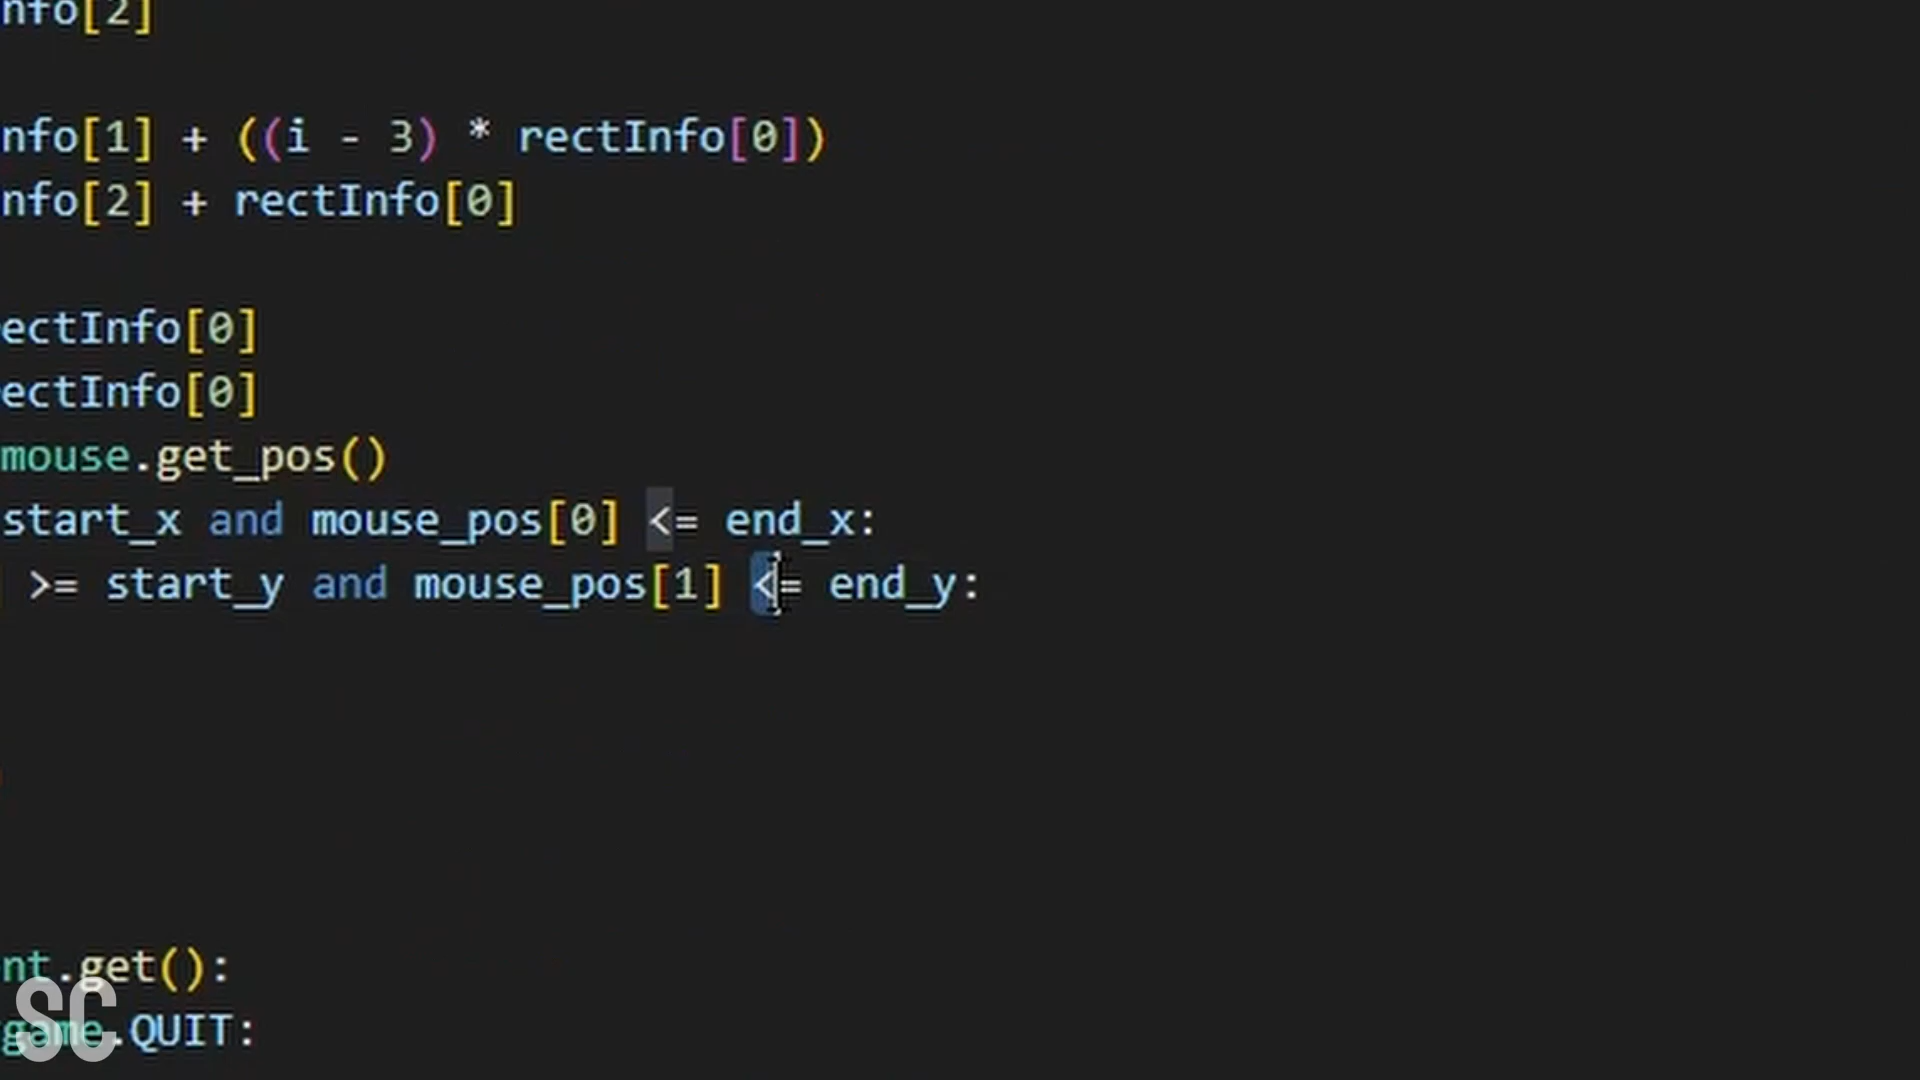 nfo[2]
nfo[1] + ((i - 3) * rectInfo[0])
nfo[2] + rectInfo[0]
ectInfo[0]
ectInfo[0]
mouse.get_pos()
start_x and mouse_pos[0] <= end_x:
>= start_y and mouse_pos[1] <= end_y:
nt.get():
game.QUIT:
SC